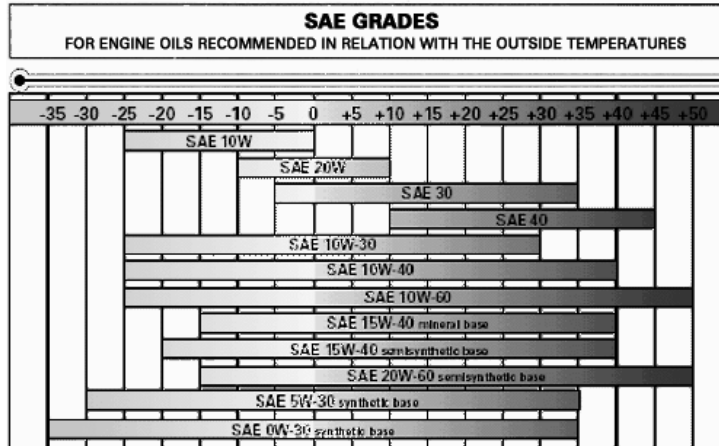 SAE GRADES
FOR ENGINE OILS RECOMMENDED IN RELATION WITH THE OUTSIDE TEMPERATURES
-35 -30 -25 -20 -15 -10 -5 0 +5 +10 +15 +20 +25 +30 +35 +40 +45 +50
SAE 10W
SAE 20W
SAE 30
SAE 40
SAE 10W-30
SAE 10W-40
SAE 10W-60
SAE 15W-40 mineral base
SAE 15W-40 semisynthetic base
SAE 20W-60 semisynthetic base
SAE 5W-30 synthetic base
SAE 0W-30 synthetic base